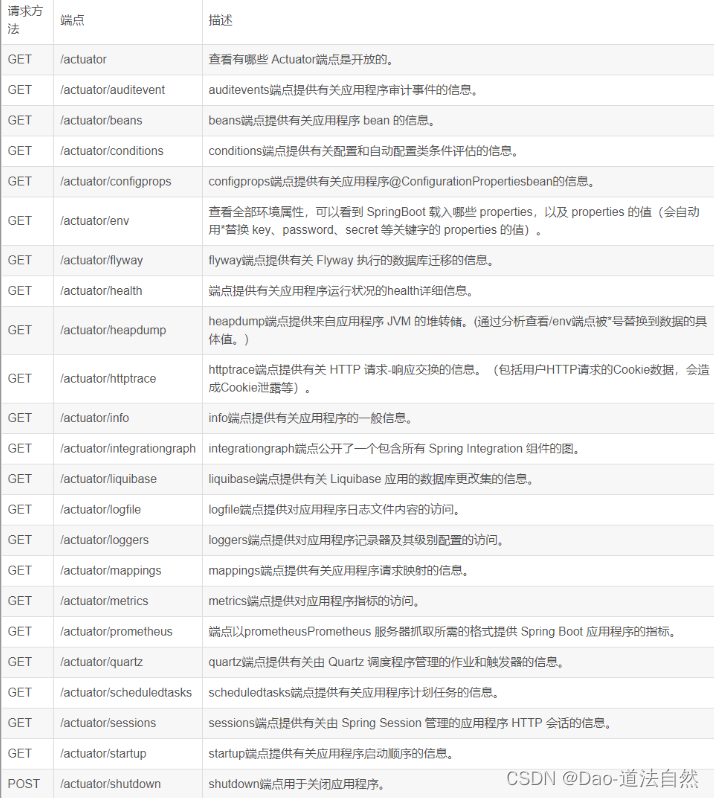 请求方
法
端点
描述
GET /actuator 查看有哪些 Actuator端点是开放的。
GET /actuator/auditevent auditevents端点提供有关应用程序审计事件的信息。
GET /actuator/beans beans端点提供有关应用程序 bean 的信息。
GET /actuator/conditions conditions端点提供有关配置和自动配置类条件评估的信息。
GET /actuator/configprops configprops端点提供有关应用程序@ConfigurationPropertiesbean的信息。
GET /actuator/env 查看全部环境属性，可以看到 SpringBoot 载入哪些 properties，以及 properties 的值（会自动
用*替换 key、password、secret 等关键字的 properties 的值）。
GET /actuator/flyway flyway端点提供有关 Flyway 执行的数据库迁移的信息。
GET /actuator/health 端点提供有关应用程序运行状况的health详细信息。
GET /actuator/heapdump heapdump端点提供来自应用程序 JVM 的堆转储。(通过分析查看/env端点被*号替换到数据的具
体值。）
GET /actuator/httptrace httptrace端点提供有关 HTTP 请求-响应交换的信息。（包括用户HTTP请求的Cookie数据，会造
成Cookie泄露等）。
GET /actuator/info info端点提供有关应用程序的一般信息。
GET /actuator/integrationgraph integrationgraph端点公开了一个包含所有 Spring Integration 组件的图。
GET /actuator/liquibase liquibase端点提供有关 Liquibase 应用的数据库更改集的信息。
GET /actuator/logfile logfile端点提供对应用程序日志文件内容的访问。
GET /actuator/loggers loggers端点提供对应用程序记录器及其级别配置的访问。
GET /actuator/mappings mappings端点提供有关应用程序请求映射的信息。
GET /actuator/metrics metrics端点提供对应用程序指标的访问。
GET /actuator/prometheus 端点以prometheusPrometheus 服务器抓取所需的格式提供 Spring Boot 应用程序的指标。
GET /actuator/quartz quartz端点提供有关由 Quartz 调度程序管理的作业和触发器的信息。
GET /actuator/scheduledtasks scheduledtasks端点提供有关应用程序计划任务的信息。
GET /actuator/sessions sessions端点提供有关由 Spring Session 管理的应用程序 HTTP 会话的信息。
GET /actuator/startup startup端点提供有关应用程序启动顺序的信息。
POST /actuator/shutdown shutdown端点用于关闭应用程序。
CSDN @Dao-道法自然